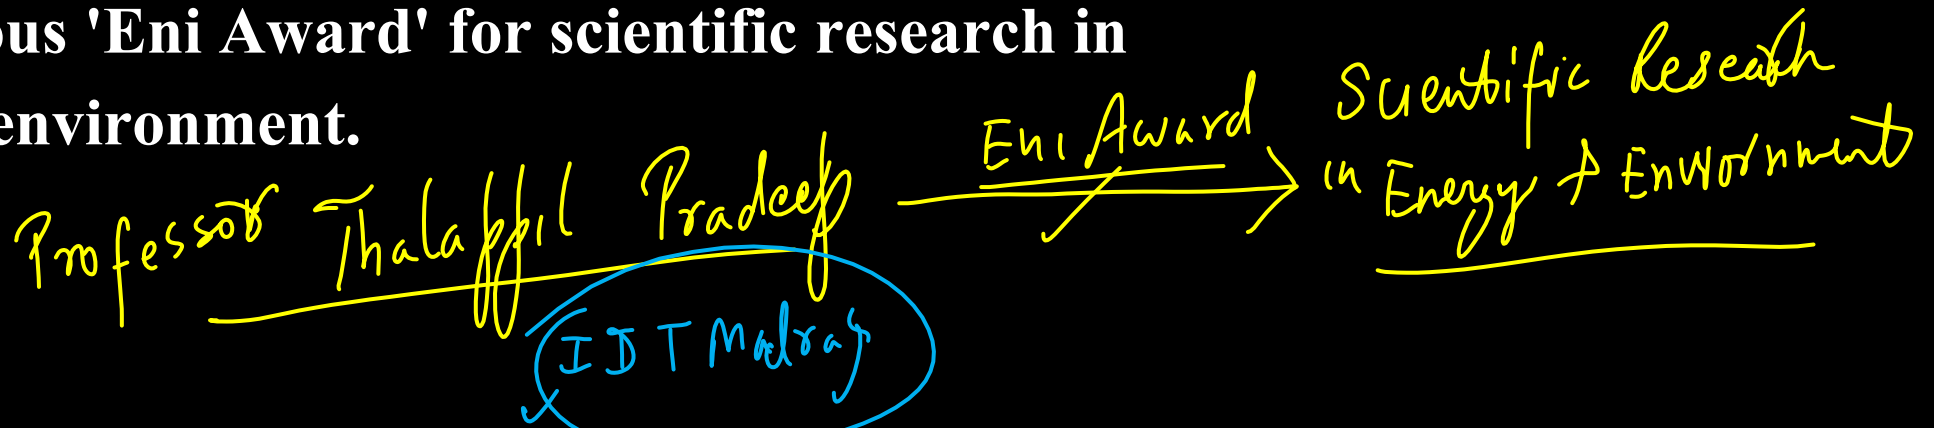 ous 'Eni Award' for scientific research in
environment.
Professor Thalappil Pradeep
Eni Award
Scientific Research
in Energy & Enviornment
IIT Madras